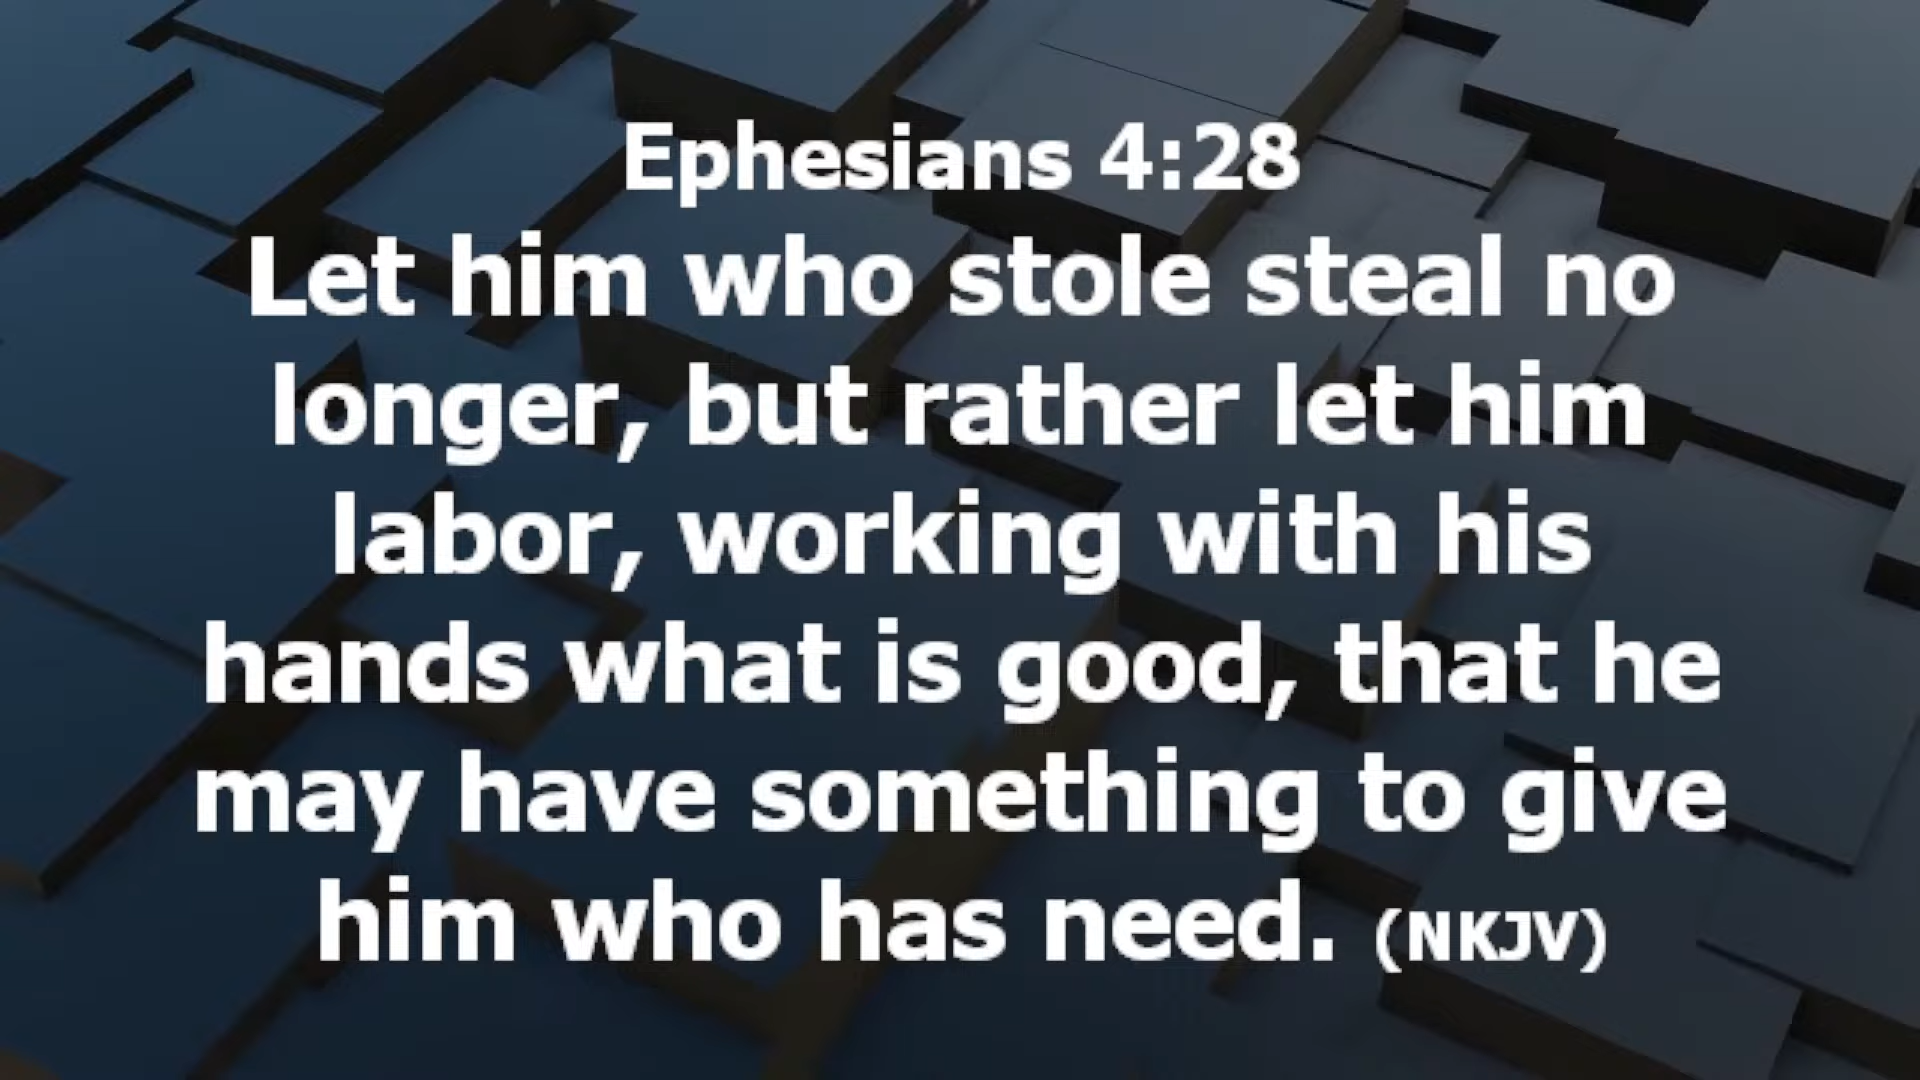 Ephesians 4:28
Let him who stole steal no
longer, but rather let him
labor, working with his
hands what is good, that he
may have something to give
him who has need. (NKJV)